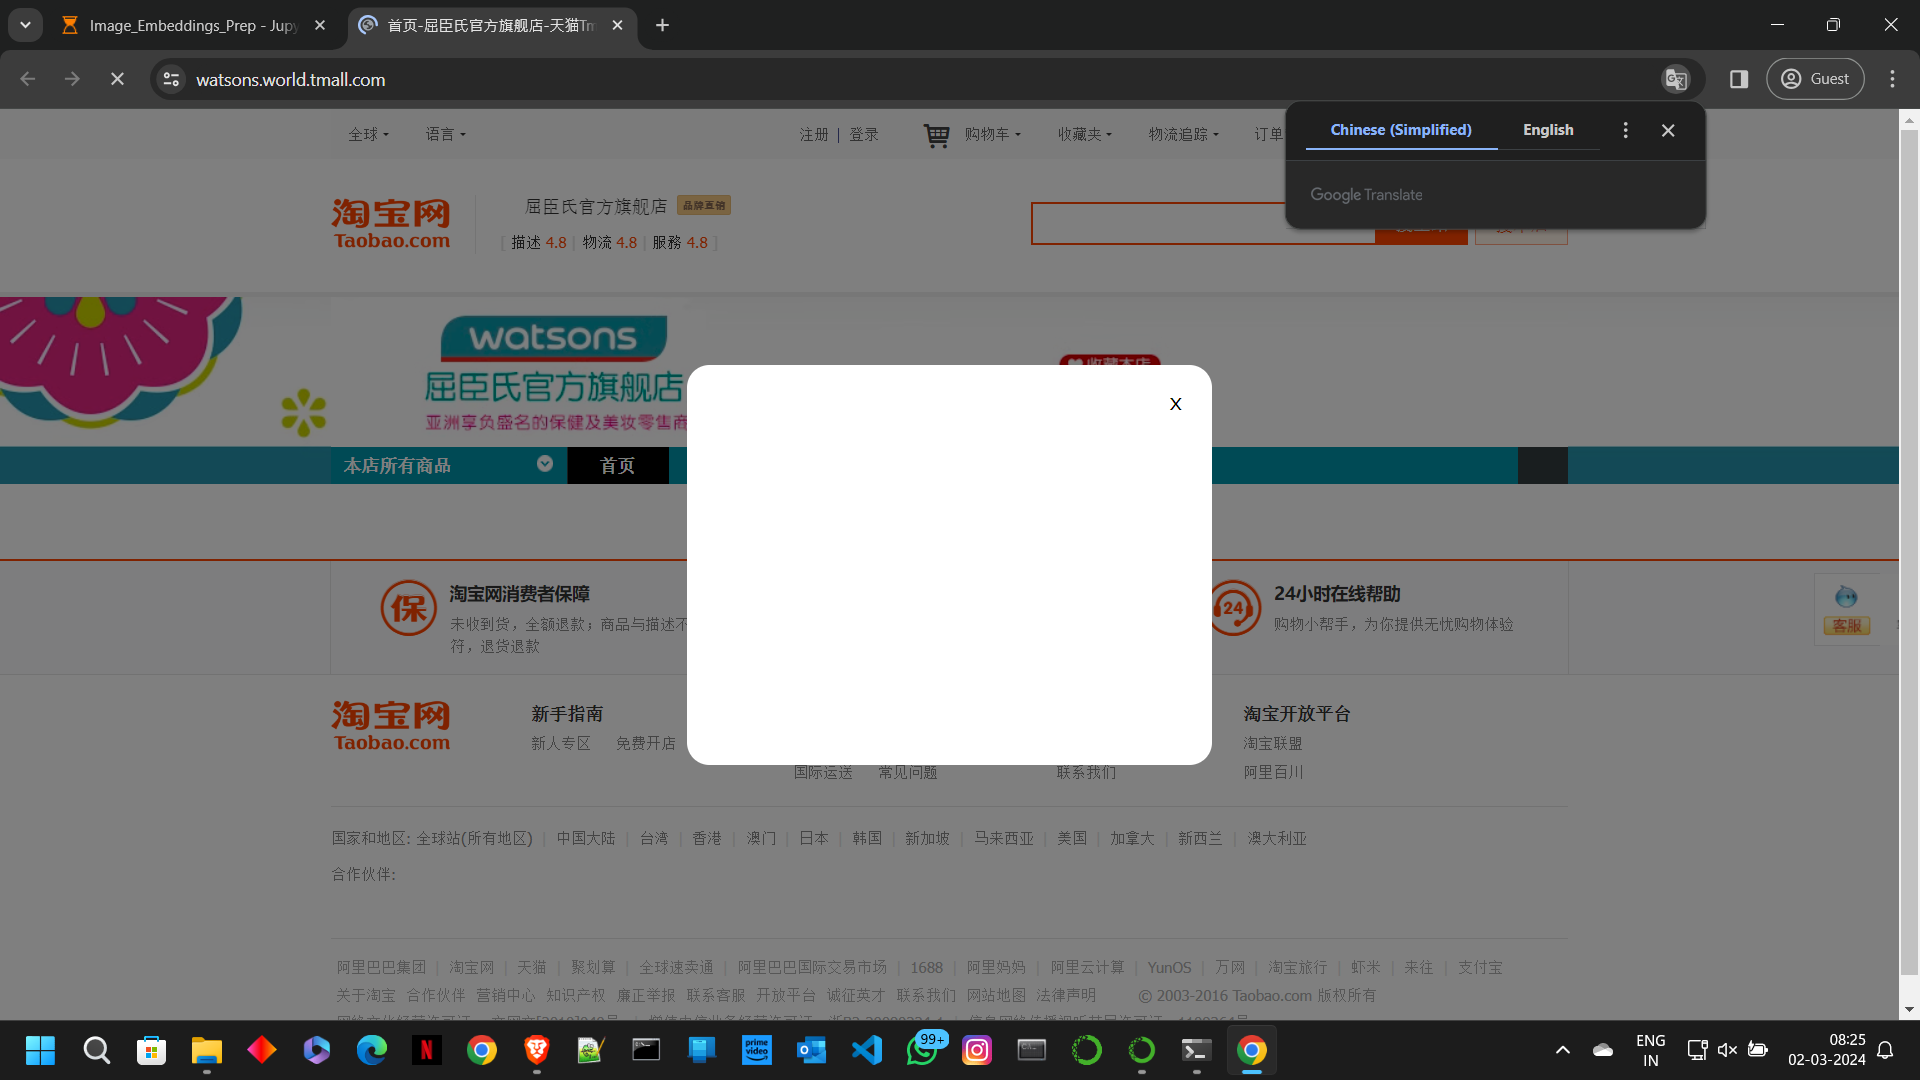 Image_Embeddings_Prep - Jupy
首页-屈臣氏官方旗舰店-天猫Tm
watsons.world.tmall.com
Guest
全球 语言 注册 | 登录 购物车 收藏夹 物流追踪 订单
Chinese (Simplified) English
Google Translate
淘宝网
Taobao.com
屈臣氏官方旗舰店 品牌直销
[ 描述 4.8 | 物流 4.8 | 服務 4.8 ]
watsons
屈臣氏官方旗舰店
亚洲享负盛名的保健及美妆零售商
收藏本店
X
本店所有商品 首页
保
淘宝网消费者保障
未收到货，全额退款；商品与描述不
符，退货退款
24
24小时在线帮助
购物小帮手，为你提供无忧购物体验
客服
淘宝网
Taobao.com
新手指南
新人专区 免费开店
国际运送 常见问题
联系我们
淘宝开放平台
淘宝联盟
阿里百川
国家和地区: 全球站(所有地区) | 中国大陆 | 台湾 | 香港 | 澳门 | 日本 | 韩国 | 新加坡 | 马来西亚 | 美国 | 加拿大 | 新西兰 | 澳大利亚
合作伙伴:
阿里巴巴集团 | 淘宝网 | 天猫 | 聚划算 | 全球速卖通 | 阿里巴巴国际交易市场 | 1688 | 阿里妈妈 | 阿里云计算 | YunOS | 万网 | 淘宝旅行 | 虾米 | 来往 | 支付宝
关于淘宝 合作伙伴 营销中心 知识产权 廉正举报 联系客服 开放平台 诚征英才 联系我们 网站地图 法律声明 © 2003-2016 Taobao.com 版权所有
prime video
99+
ENG
IN
08:25
02-03-2024